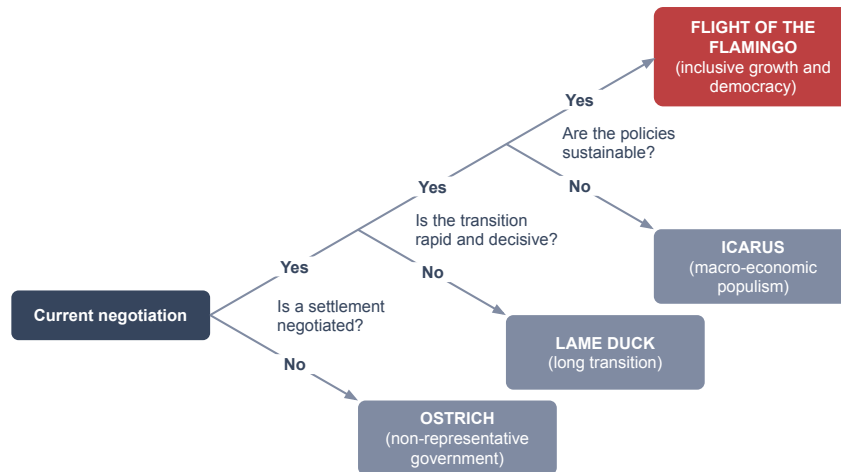 FLIGHT OF THE
FLAMINGO
(inclusive growth and
democracy)
Yes
Are the policies
sustainable?
Yes
No
Is the transition
rapid and decisive?
ICARUS
(macro-economic
populism)
Yes
No
Current negotiation
Is a settlement
negotiated?
LAME DUCK
(long transition)
No
OSTRICH
(non-representative
government)